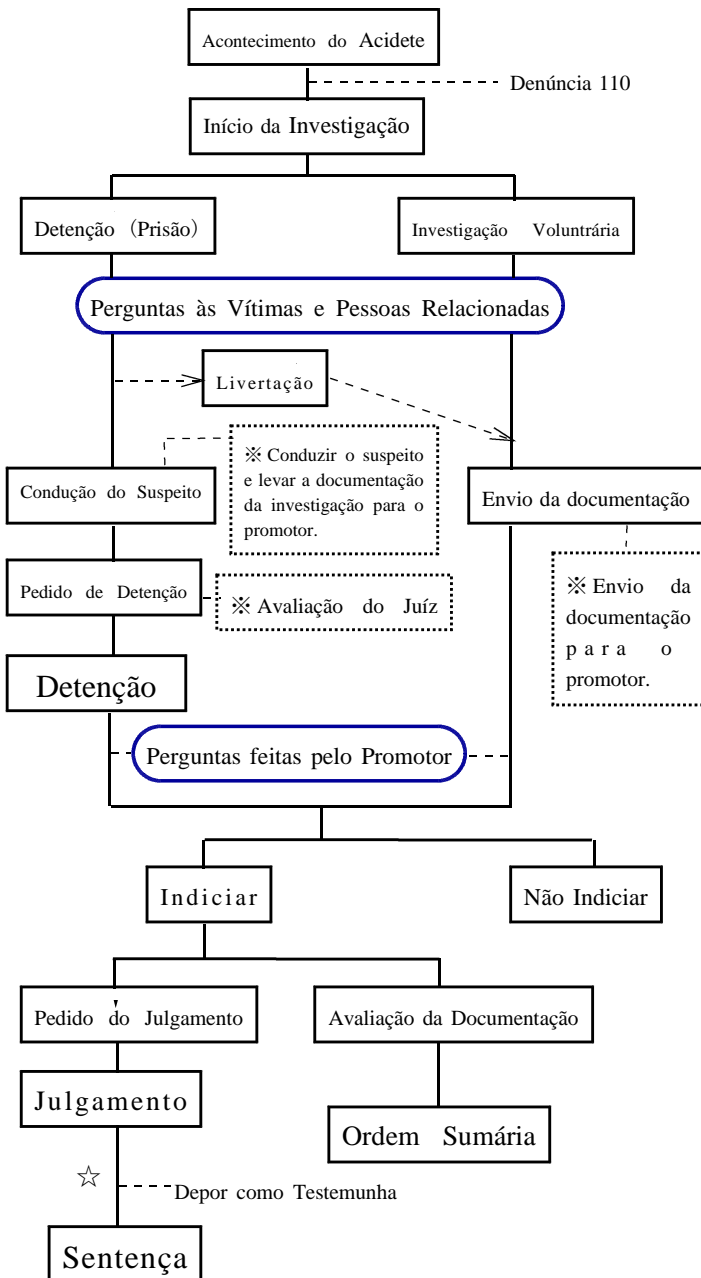 Acontecimento do Acidete
Denúncia 110
Início da Investigação
Detenção (Prisão)
Investigação Voluntrária
Perguntas às Vítimas e Pessoas Relacionadas
Livertação
※ Conduzir o suspeito
e levar a documentação
da investigação para o
promotor.
Condução do Suspeito
Envio da documentação
Pedido de Detenção
※ Avaliação do Juíz
※ Envio da
documentação
para o
promotor.
Detenção
Perguntas feitas pelo Promotor
Indiciar
Não Indiciar
Pedido do Julgamento
Avaliação da Documentação
Julgamento
Ordem Sumária
☆
Depor como Testemunha
Sentença